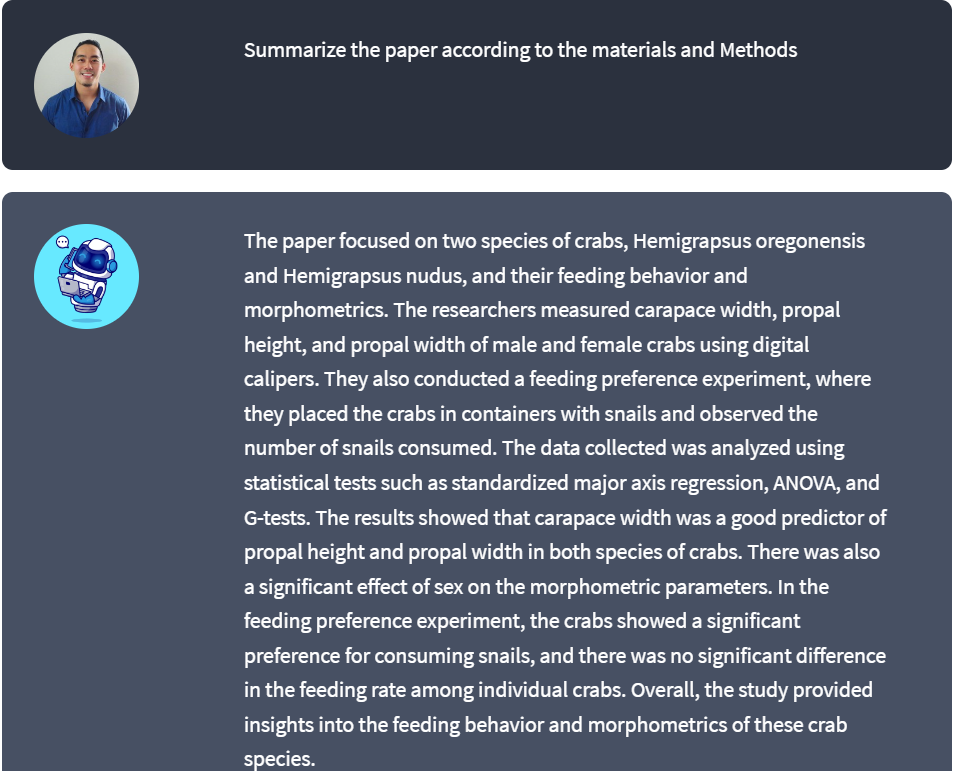 Summarize the paper according to the materials and Methods
The paper focused on two species of crabs, Hemigrapsus oregonensis
and Hemigrapsus nudus, and their feeding behavior and
morphometrics. The researchers measured carapace width, propal
height, and propal width of male and female crabs using digital
calipers. They also conducted a feeding preference experiment, where
they placed the crabs in containers with snails and observed the
number of snails consumed. The data collected was analyzed using
statistical tests such as standardized major axis regression, ANOVA, and
G-tests. The results showed that carapace width was a good predictor of
propal height and propal width in both species of crabs. There was also
a significant effect of sex on the morphometric parameters. In the
feeding preference experiment, the crabs showed a significant
preference for consuming snails, and there was no significant difference
in the feeding rate among individual crabs. Overall, the study provided
insights into the feeding behavior and morphometrics of these crab
species.